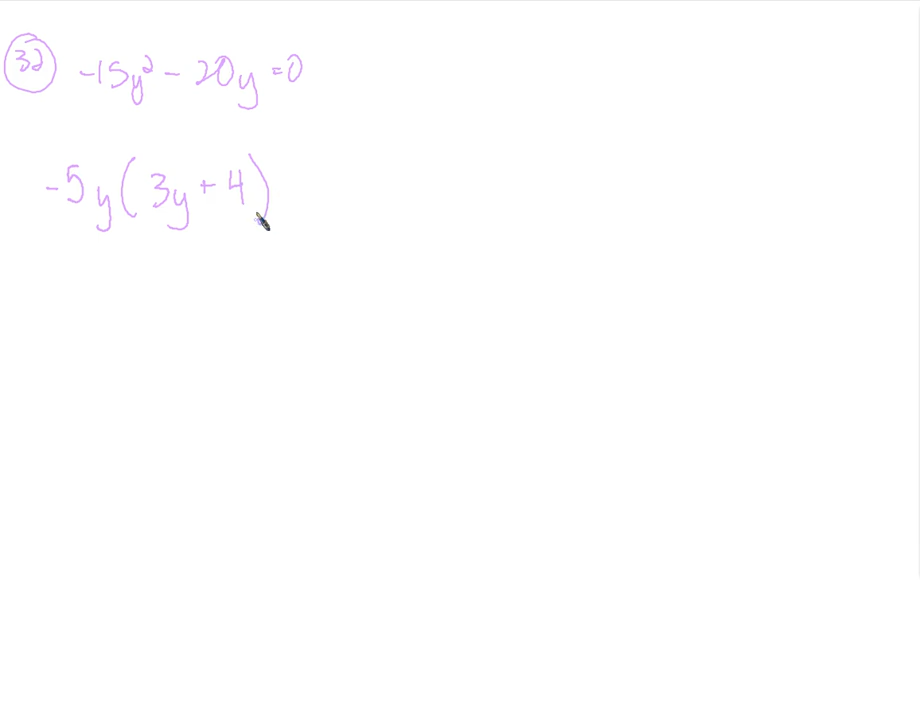 32 -15y² - 20y = 0
-5y(3y + 4)